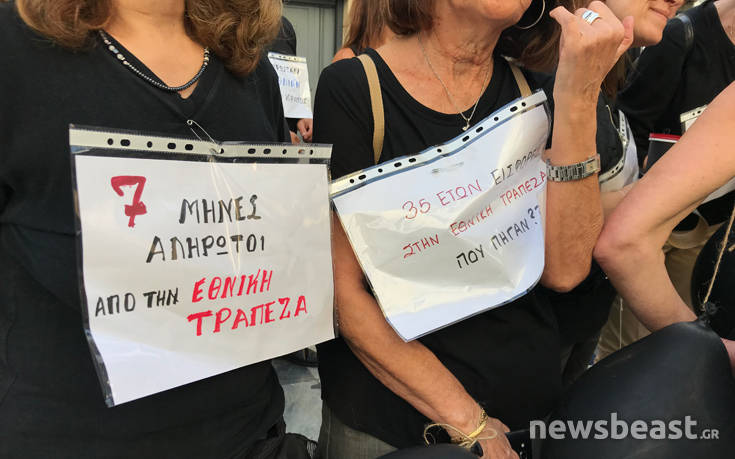 7 ΜΗΝΕΣ
ΑΠΛΗΡΩΤΟΙ
ΑΠΟ ΤΗΝ ΕΘΝΙΚΗ
ΤΡΑΠΕΖΑ
35 ΕΤΩΝ ΕΙΣΦΟΡΕΣ
ΣΤΗΝ ΕΘΝΙΚΗ ΤΡΑΠΕΖΑ
ΠΟΥ ΠΗΓΑΝ??
newsbeast.GR